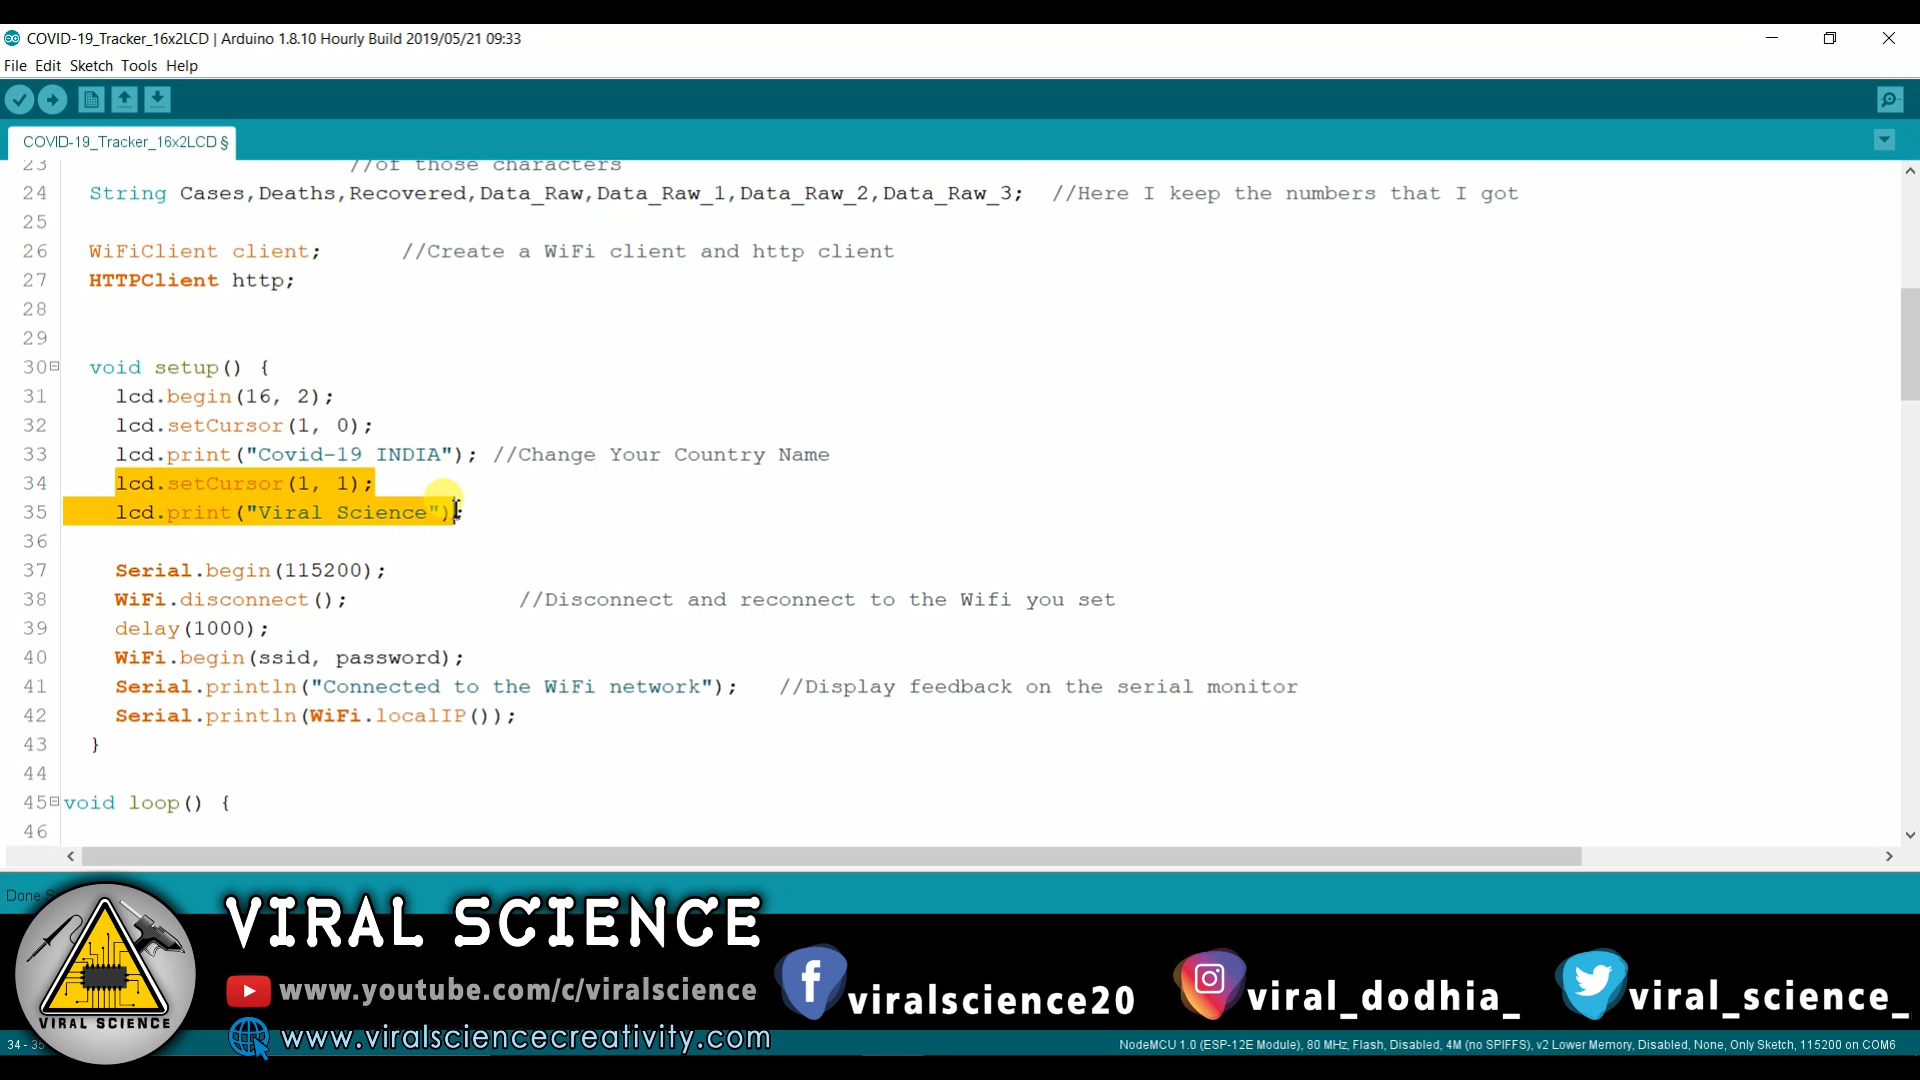 COVID-19_Tracker_16x2LCD | Arduino 1.8.10 Hourly Build 2019/05/21 09:33
File Edit Sketch Tools Help
COVID-19_Tracker_16x2LCD §
23 //of those characters
24 String Cases,Deaths,Recovered,Data_Raw,Data_Raw_1,Data_Raw_2,Data_Raw_3; //Here I keep the numbers that I got
25
26 WiFiClient client; //Create a WiFi client and http client
27 HTTPClient http;
28
29
30 void setup() {
31 lcd.begin(16, 2);
32 lcd.setCursor(1, 0);
33 lcd.print("Covid-19 INDIA"); //Change Your Country Name
34 lcd.setCursor(1, 1);
35 lcd.print("Viral Science");
36
37 Serial.begin(115200);
38 WiFi.disconnect(); //Disconnect and reconnect to the Wifi you set
39 delay(1000);
40 WiFi.begin(ssid, password);
41 Serial.println("Connected to the WiFi network"); //Display feedback on the serial monitor
42 Serial.println(WiFi.localIP());
43 }
44
45 void loop() {
46
Done
VIRAL SCIENCE
VIRAL SCIENCE
www.youtube.com/c/viralscience
www.viralsciencecreativity.com
viralscience20
viral_dodhia_
viral_science_
34 - 35
NodeMCU 1.0 (ESP-12E Module), 80 MHz, Flash, Disabled, 4M (no SPIFFS), v2 Lower Memory, Disabled, None, Only Sketch, 115200 on COM6